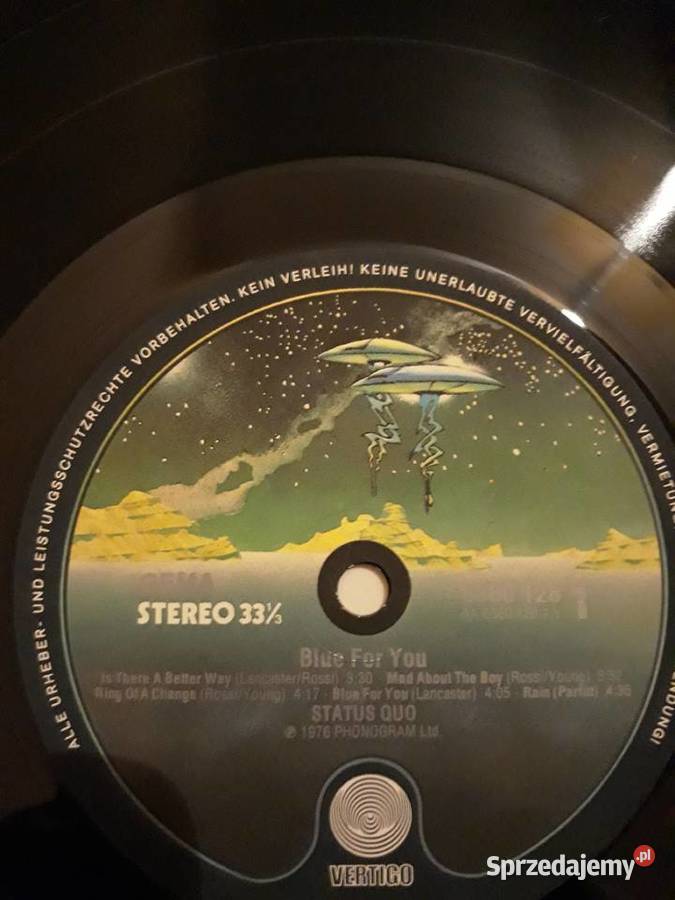 ALLE URHEBER- UND LEISTUNGSSCHUTZRECHTE VORBEHALTEN. KEIN VERLEIH! KEINE UNERLAUBTE VERVIELFÄLTIGUNG, VERMIETUNG
ENDUNG!
GEMA
STEREO 33⅓
1
Blue For You
Is There A Better Way (Lancaster/Rossi) 3:30 · Mad About The Boy (Rossi/Young)
Ring Of A Change (Rossi/Young) 4:17 · Blue For You (Lancaster) 4:05 · Rain (Parfitt) 4:35
STATUS QUO
℗ 1976 PHONOGRAM Ltd.
VERTIGO
Sprzedajemy.pl